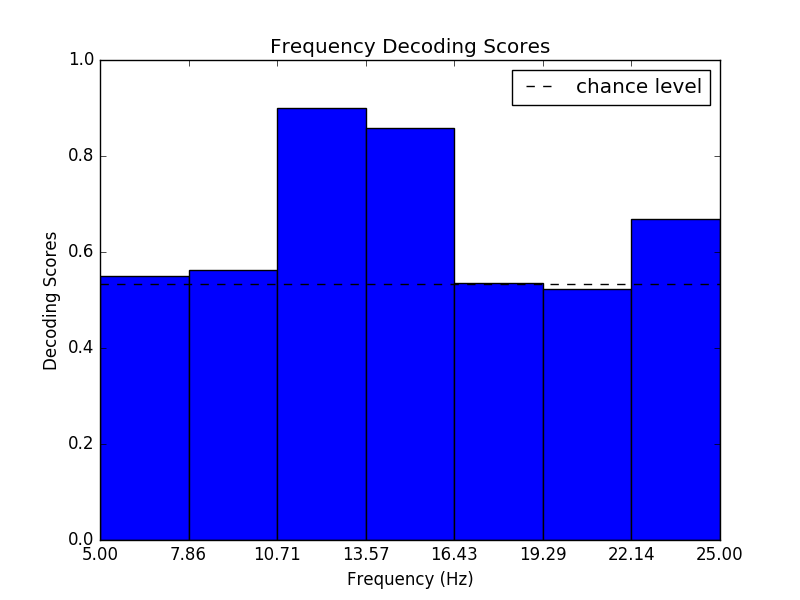 Frequency Decoding Scores
chance level
1.0
0.8
0.6
0.4
0.2
0.0
Decoding Scores
5.00 7.86 10.71 13.57 16.43 19.29 22.14 25.00
Frequency (Hz)